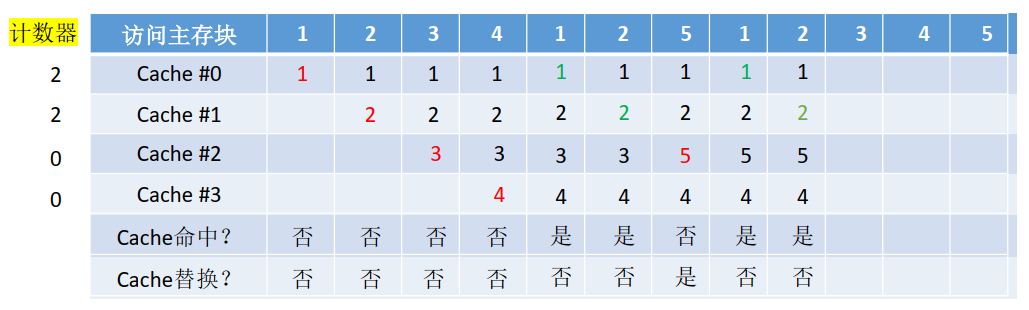 计数器 访问主存块 1 2 3 4 1 2 5 1 2 3 4 5
2 Cache #0 1 1 1 1 1 1 1 1 1
2 Cache #1 2 2 2 2 2 2 2 2
0 Cache #2 3 3 3 3 5 5 5
0 Cache #3 4 4 4 4 4 4
Cache命中？ 否 否 否 否 是 是 否 是 是
Cache替换？ 否 否 否 否 否 否 是 否 否